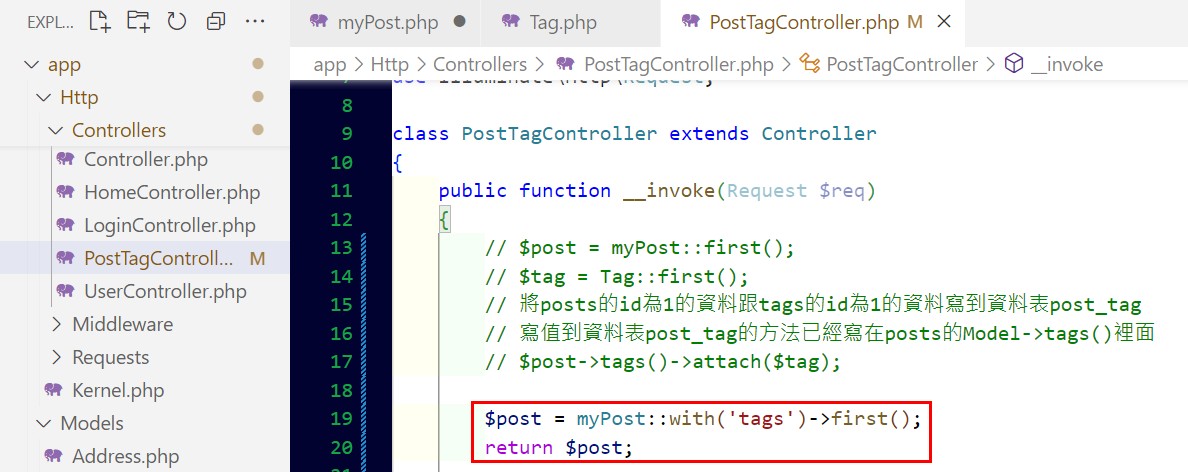 EXPL...
myPost.php
Tag.php
PostTagController.php M
app > Http > Controllers > PostTagController.php > PostTagController > __invoke
app
Http
Controllers
Controller.php
HomeController.php
LoginController.php
PostTagControll... M
UserController.php
Middleware
Requests
Kernel.php
Models
Address.php
7 use Illuminate\Http\Request;
8
9 class PostTagController extends Controller
10 {
11 public function __invoke(Request $req)
12 {
13 // $post = myPost::first();
14 // $tag = Tag::first();
15 // 將posts的id為1的資料跟tags的id為1的資料寫到資料表post_tag
16 // 寫值到資料表post_tag的方法已經寫在posts的Model->tags()裡面
17 // $post->tags()->attach($tag);
18
19 $post = myPost::with('tags')->first();
20 return $post;